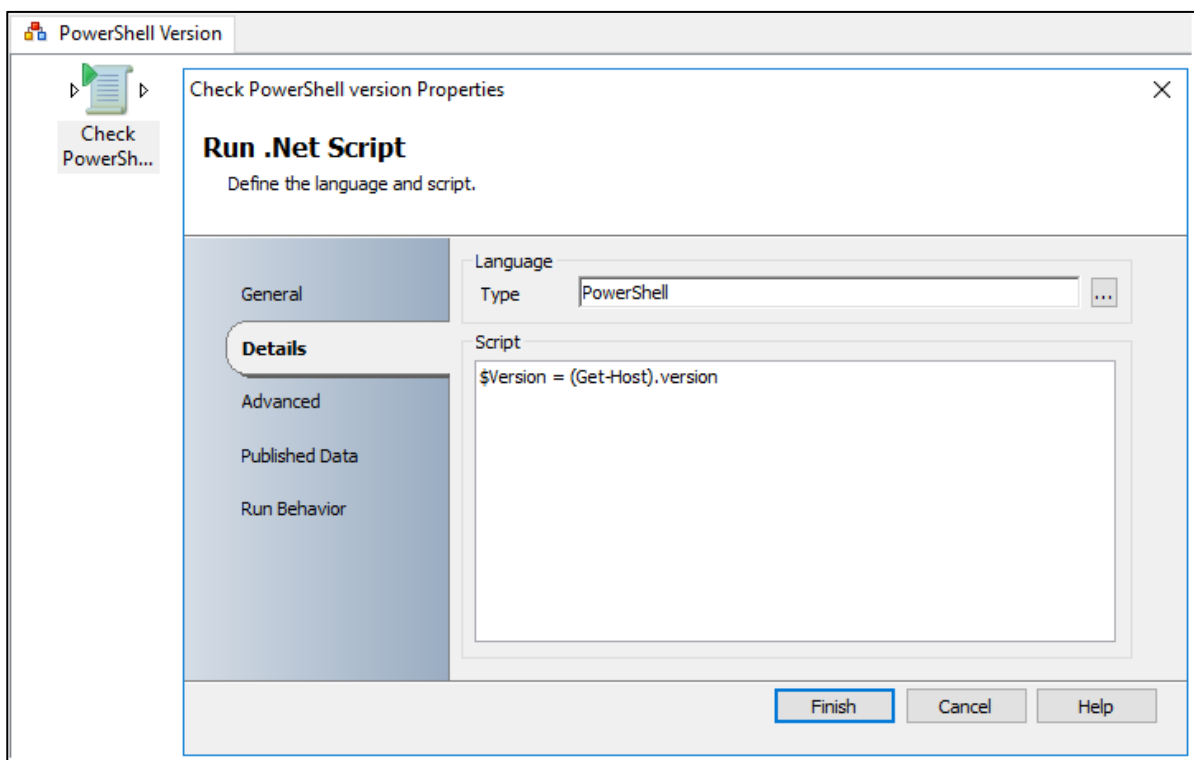 PowerShell Version
Check
PowerSh...
Check PowerShell version Properties
Run .Net Script
Define the language and script.
General
Details
Advanced
Published Data
Run Behavior
Language
Type PowerShell ...
Script
$Version = (Get-Host).version
Finish Cancel Help